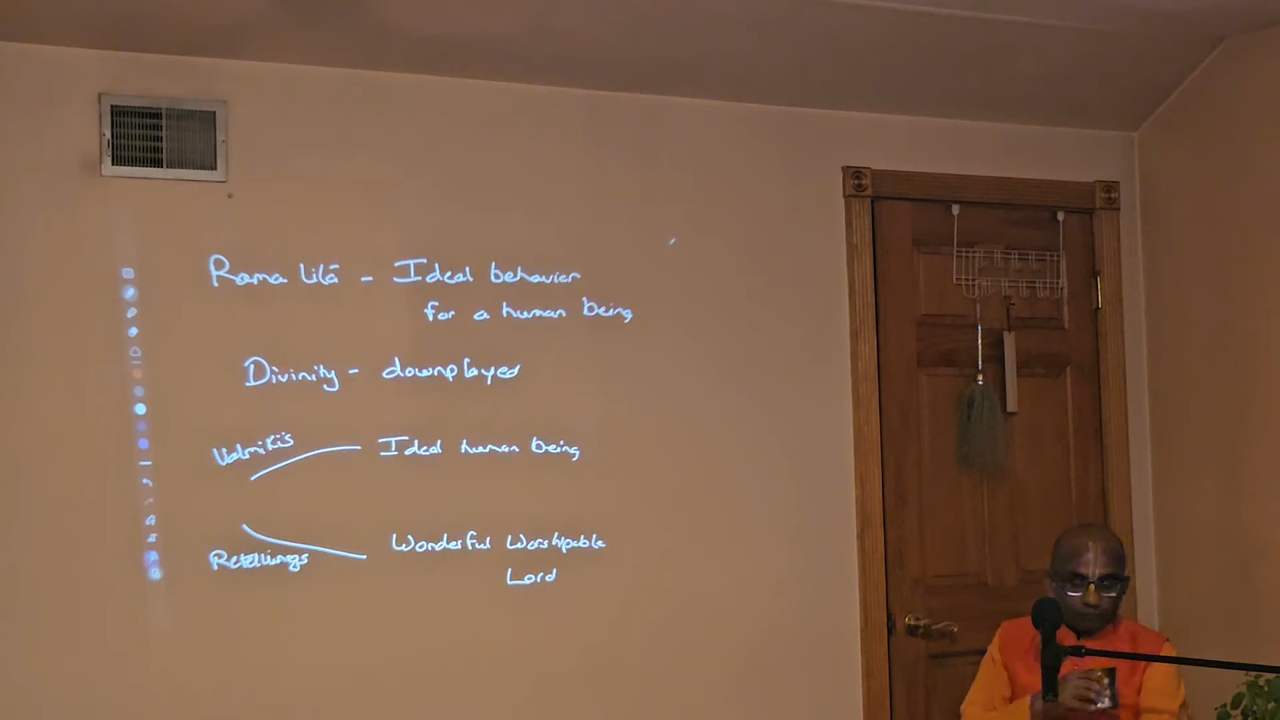 Rama lilā - Ideal behavior
for a human being
Divinity - downplayed
Valmiki's Ideal human being
Retellings Wonderful Worshipable
Lord